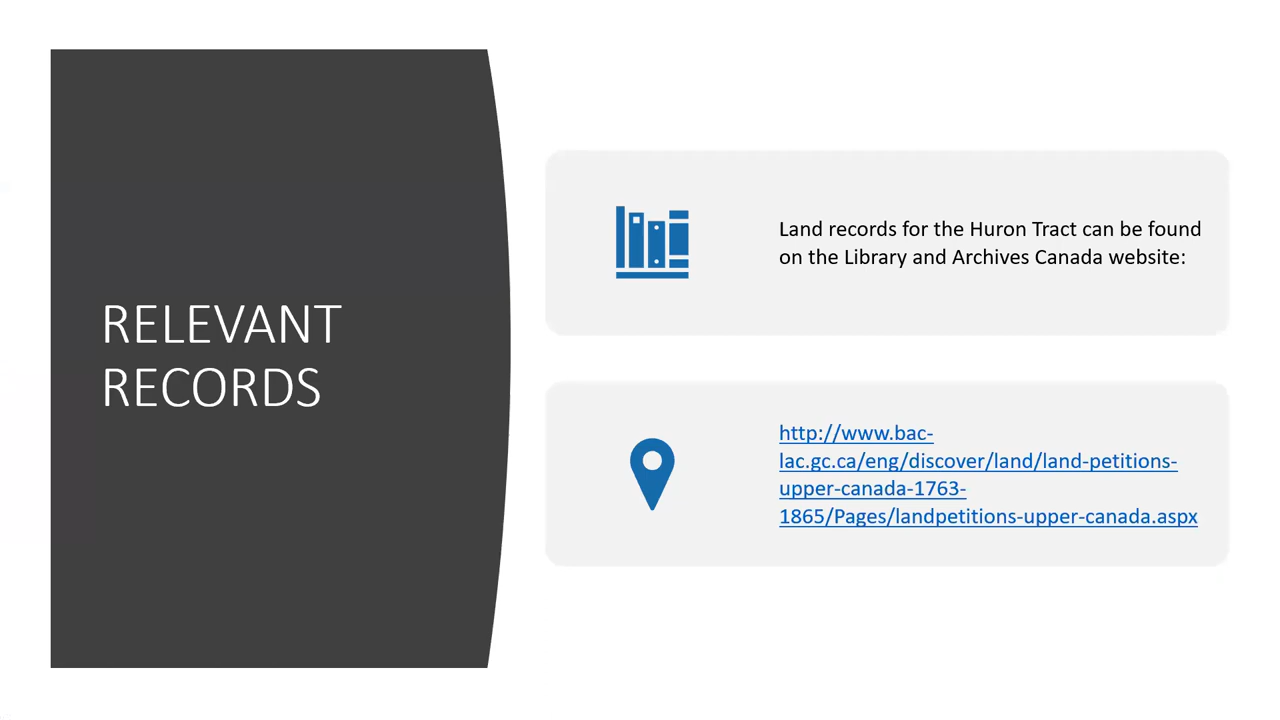 RELEVANT
RECORDS
Land records for the Huron Tract can be found
on the Library and Archives Canada website:
http://www.bac-
lac.gc.ca/eng/discover/land/land-petitions-
upper-canada-1763-
1865/Pages/landpetitions-upper-canada.aspx